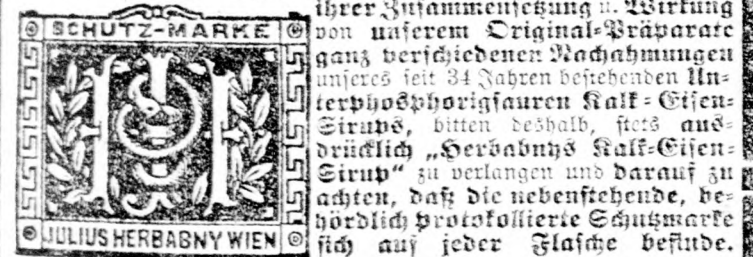 SCHUTZ-MARKE
JULIUS HERBABNY WIEN
ihrer Zusammensetzung u. Wirkung
von unserem Original-Präparate
ganz verschiedenen Nachahmungen
unseres seit 34 Jahren bestehenden Un-
terphosphorigsauren Kalk-Eisen-
Sirups, bitten deshalb, stets aus-
drücklich „Herbabnys Kalk-Eisen-
Sirup“ zu verlangen und darauf zu
achten, daß die nebenstehende, be-
hördlich protokollierte Schutzmarke
sich auf jeder Flasche befinde.